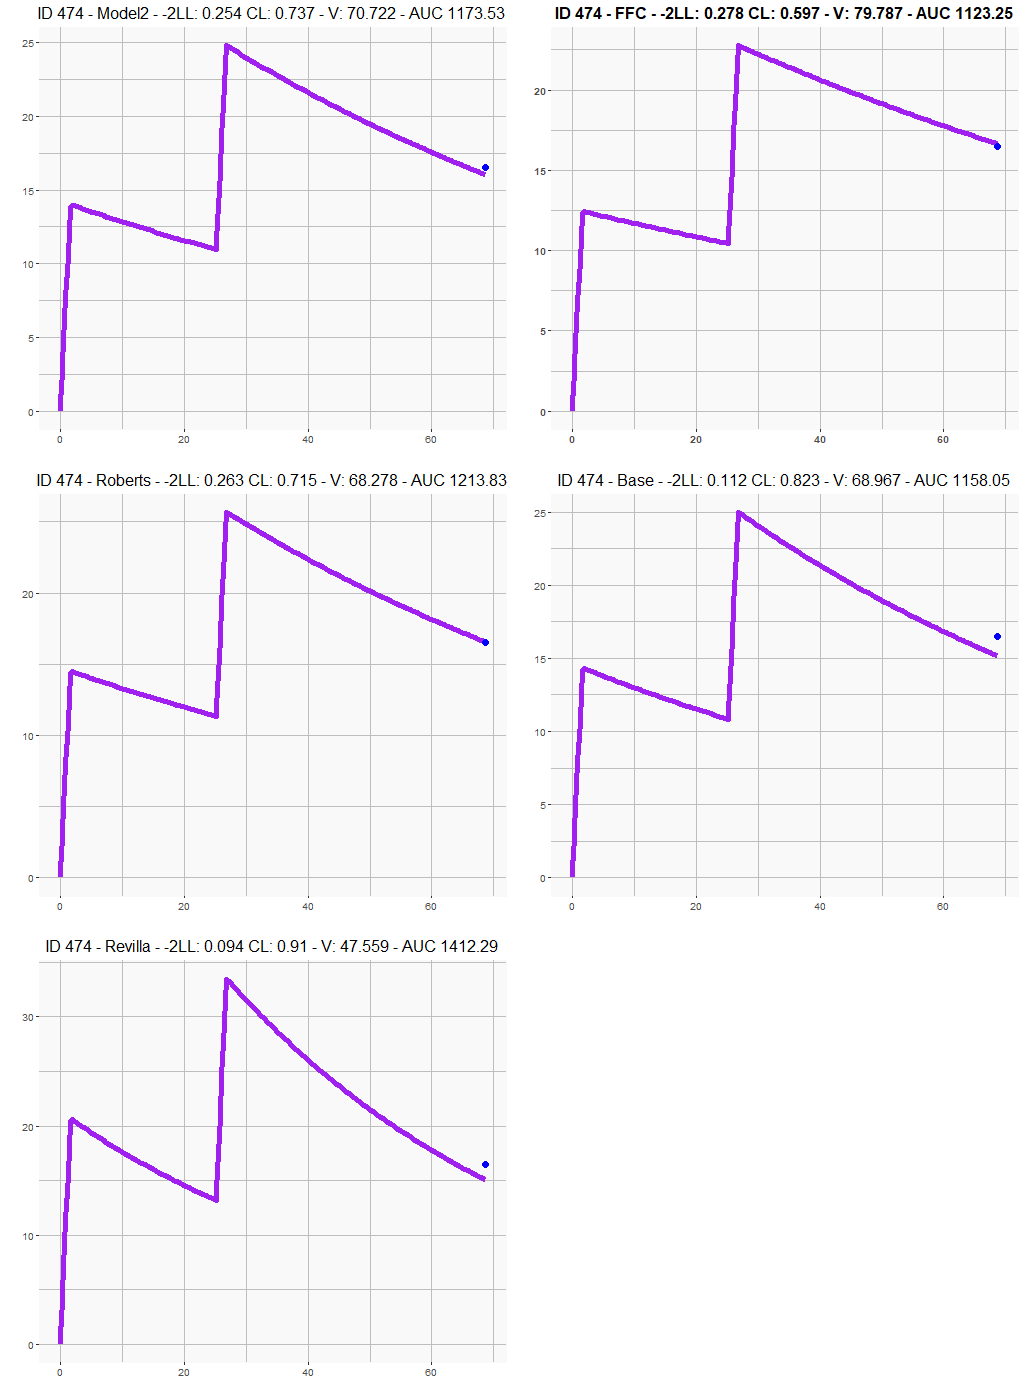 ID 474 - Model2 - -2LL: 0.254 CL: 0.737 - V: 70.722 - AUC 1173.53
25
20
15
10
5
0
0 20 40 60
ID 474 - FFC - -2LL: 0.278 CL: 0.597 - V: 79.787 - AUC 1123.25
20
15
10
5
0
0 20 40 60
ID 474 - Roberts - -2LL: 0.263 CL: 0.715 - V: 68.278 - AUC 1213.83
20
10
0
0 20 40 60
ID 474 - Base - -2LL: 0.112 CL: 0.823 - V: 68.967 - AUC 1158.05
25
20
15
10
5
0
0 20 40 60
ID 474 - Revilla - -2LL: 0.094 CL: 0.91 - V: 47.559 - AUC 1412.29
30
20
10
0
0 20 40 60